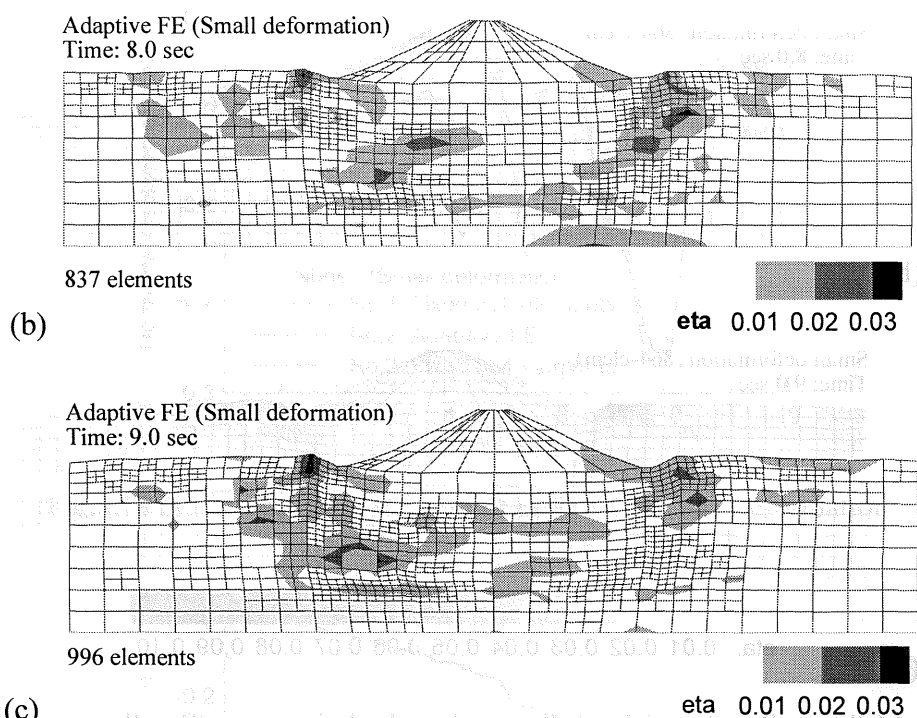 Adaptive FE (Small deformation)
Time: 8.0 sec
837 elements
(b)
eta 0.01 0.02 0.03
Adaptive FE (Small deformation)
Time: 9.0 sec
996 elements
(c)
eta 0.01 0.02 0.03